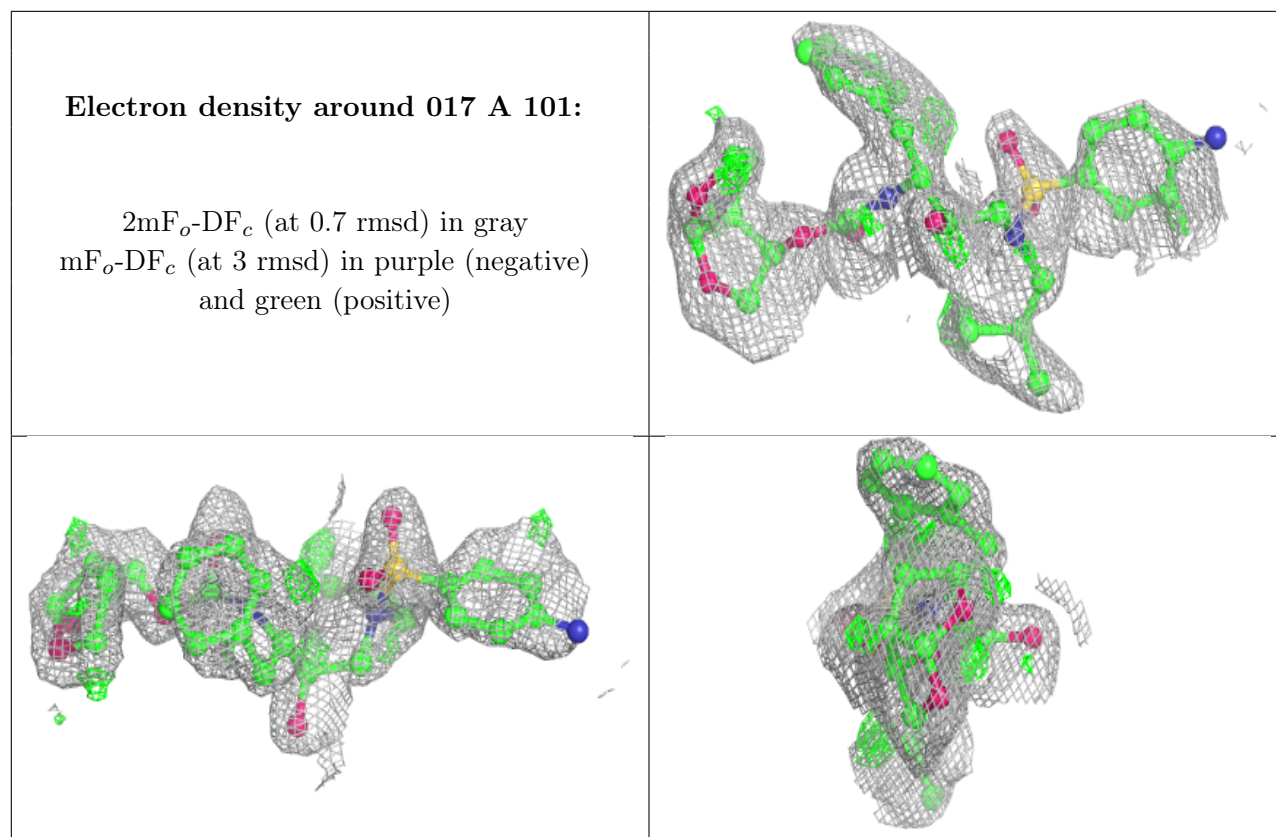 Electron density around 017 A 101:
2mFo-DFc (at 0.7 rmsd) in gray
mFo-DFc (at 3 rmsd) in purple (negative)
and green (positive)